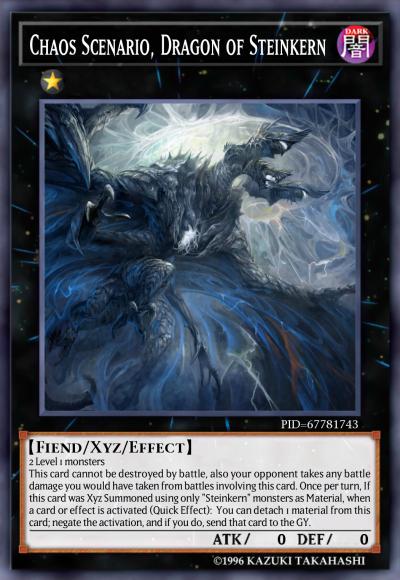 Chaos Scenario, Dragon of Steinkern
DARK
闇
PID=67781743
【Fiend/Xyz/Effect】
2 Level 1 monsters
This card cannot be destroyed by battle, also your opponent takes any battle
damage you would have taken from battles involving this card. Once per turn, If
this card was Xyz Summoned using only "Steinkern" monsters as Material, when
a card or effect is activated (Quick Effect): You can detach 1 material from this
card; negate the activation, and if you do, send that card to the GY.
ATK/ 0 DEF/ 0
©1996 KAZUKI TAKAHASHI